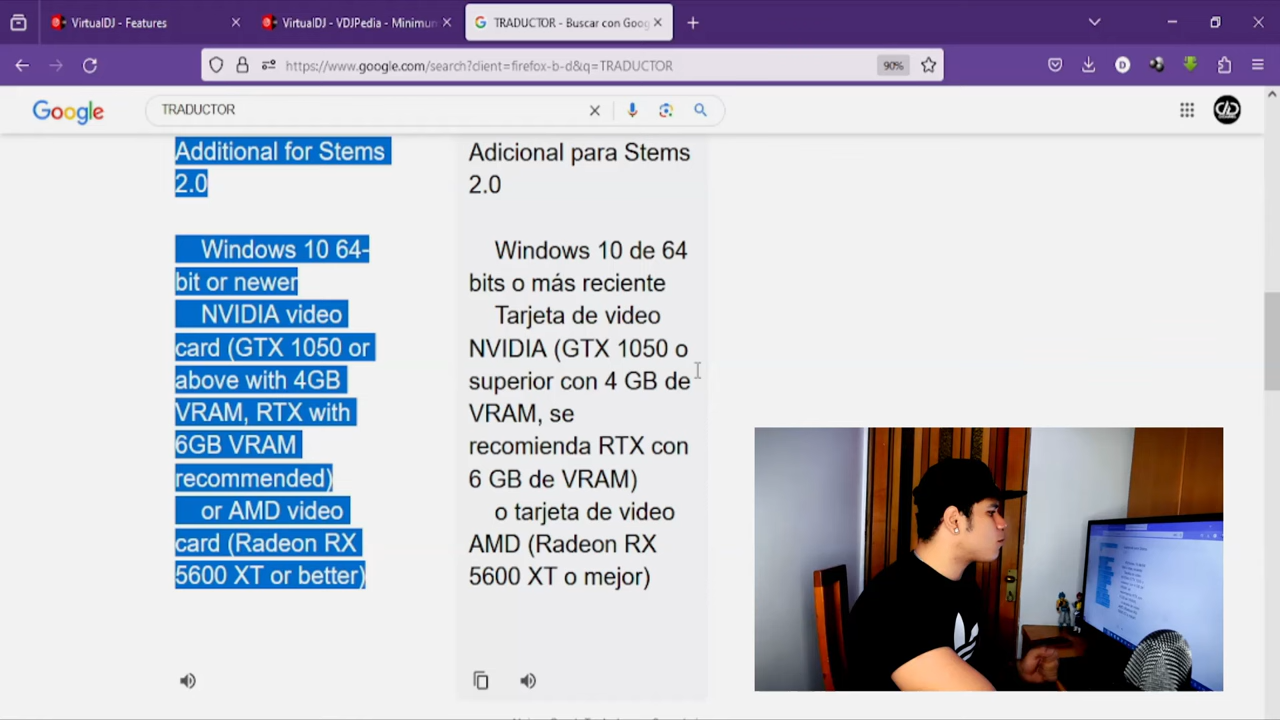 VirtualDJ - Features
VirtualDJ - VDJPedia - Minimun
TRADUCTOR - Buscar con Goog
https://www.google.com/search?client=firefox-b-d&q=TRADUCTOR
90%
D
Google
TRADUCTOR
Additional for Stems
2.0
Windows 10 64-
bit or newer
NVIDIA video
card (GTX 1050 or
above with 4GB
VRAM, RTX with
6GB VRAM
recommended)
or AMD video
card (Radeon RX
5600 XT or better)
Adicional para Stems
2.0
Windows 10 de 64
bits o más reciente
Tarjeta de video
NVIDIA (GTX 1050 o
superior con 4 GB de
VRAM, se
recomienda RTX con
6 GB de VRAM)
o tarjeta de video
AMD (Radeon RX
5600 XT o mejor)